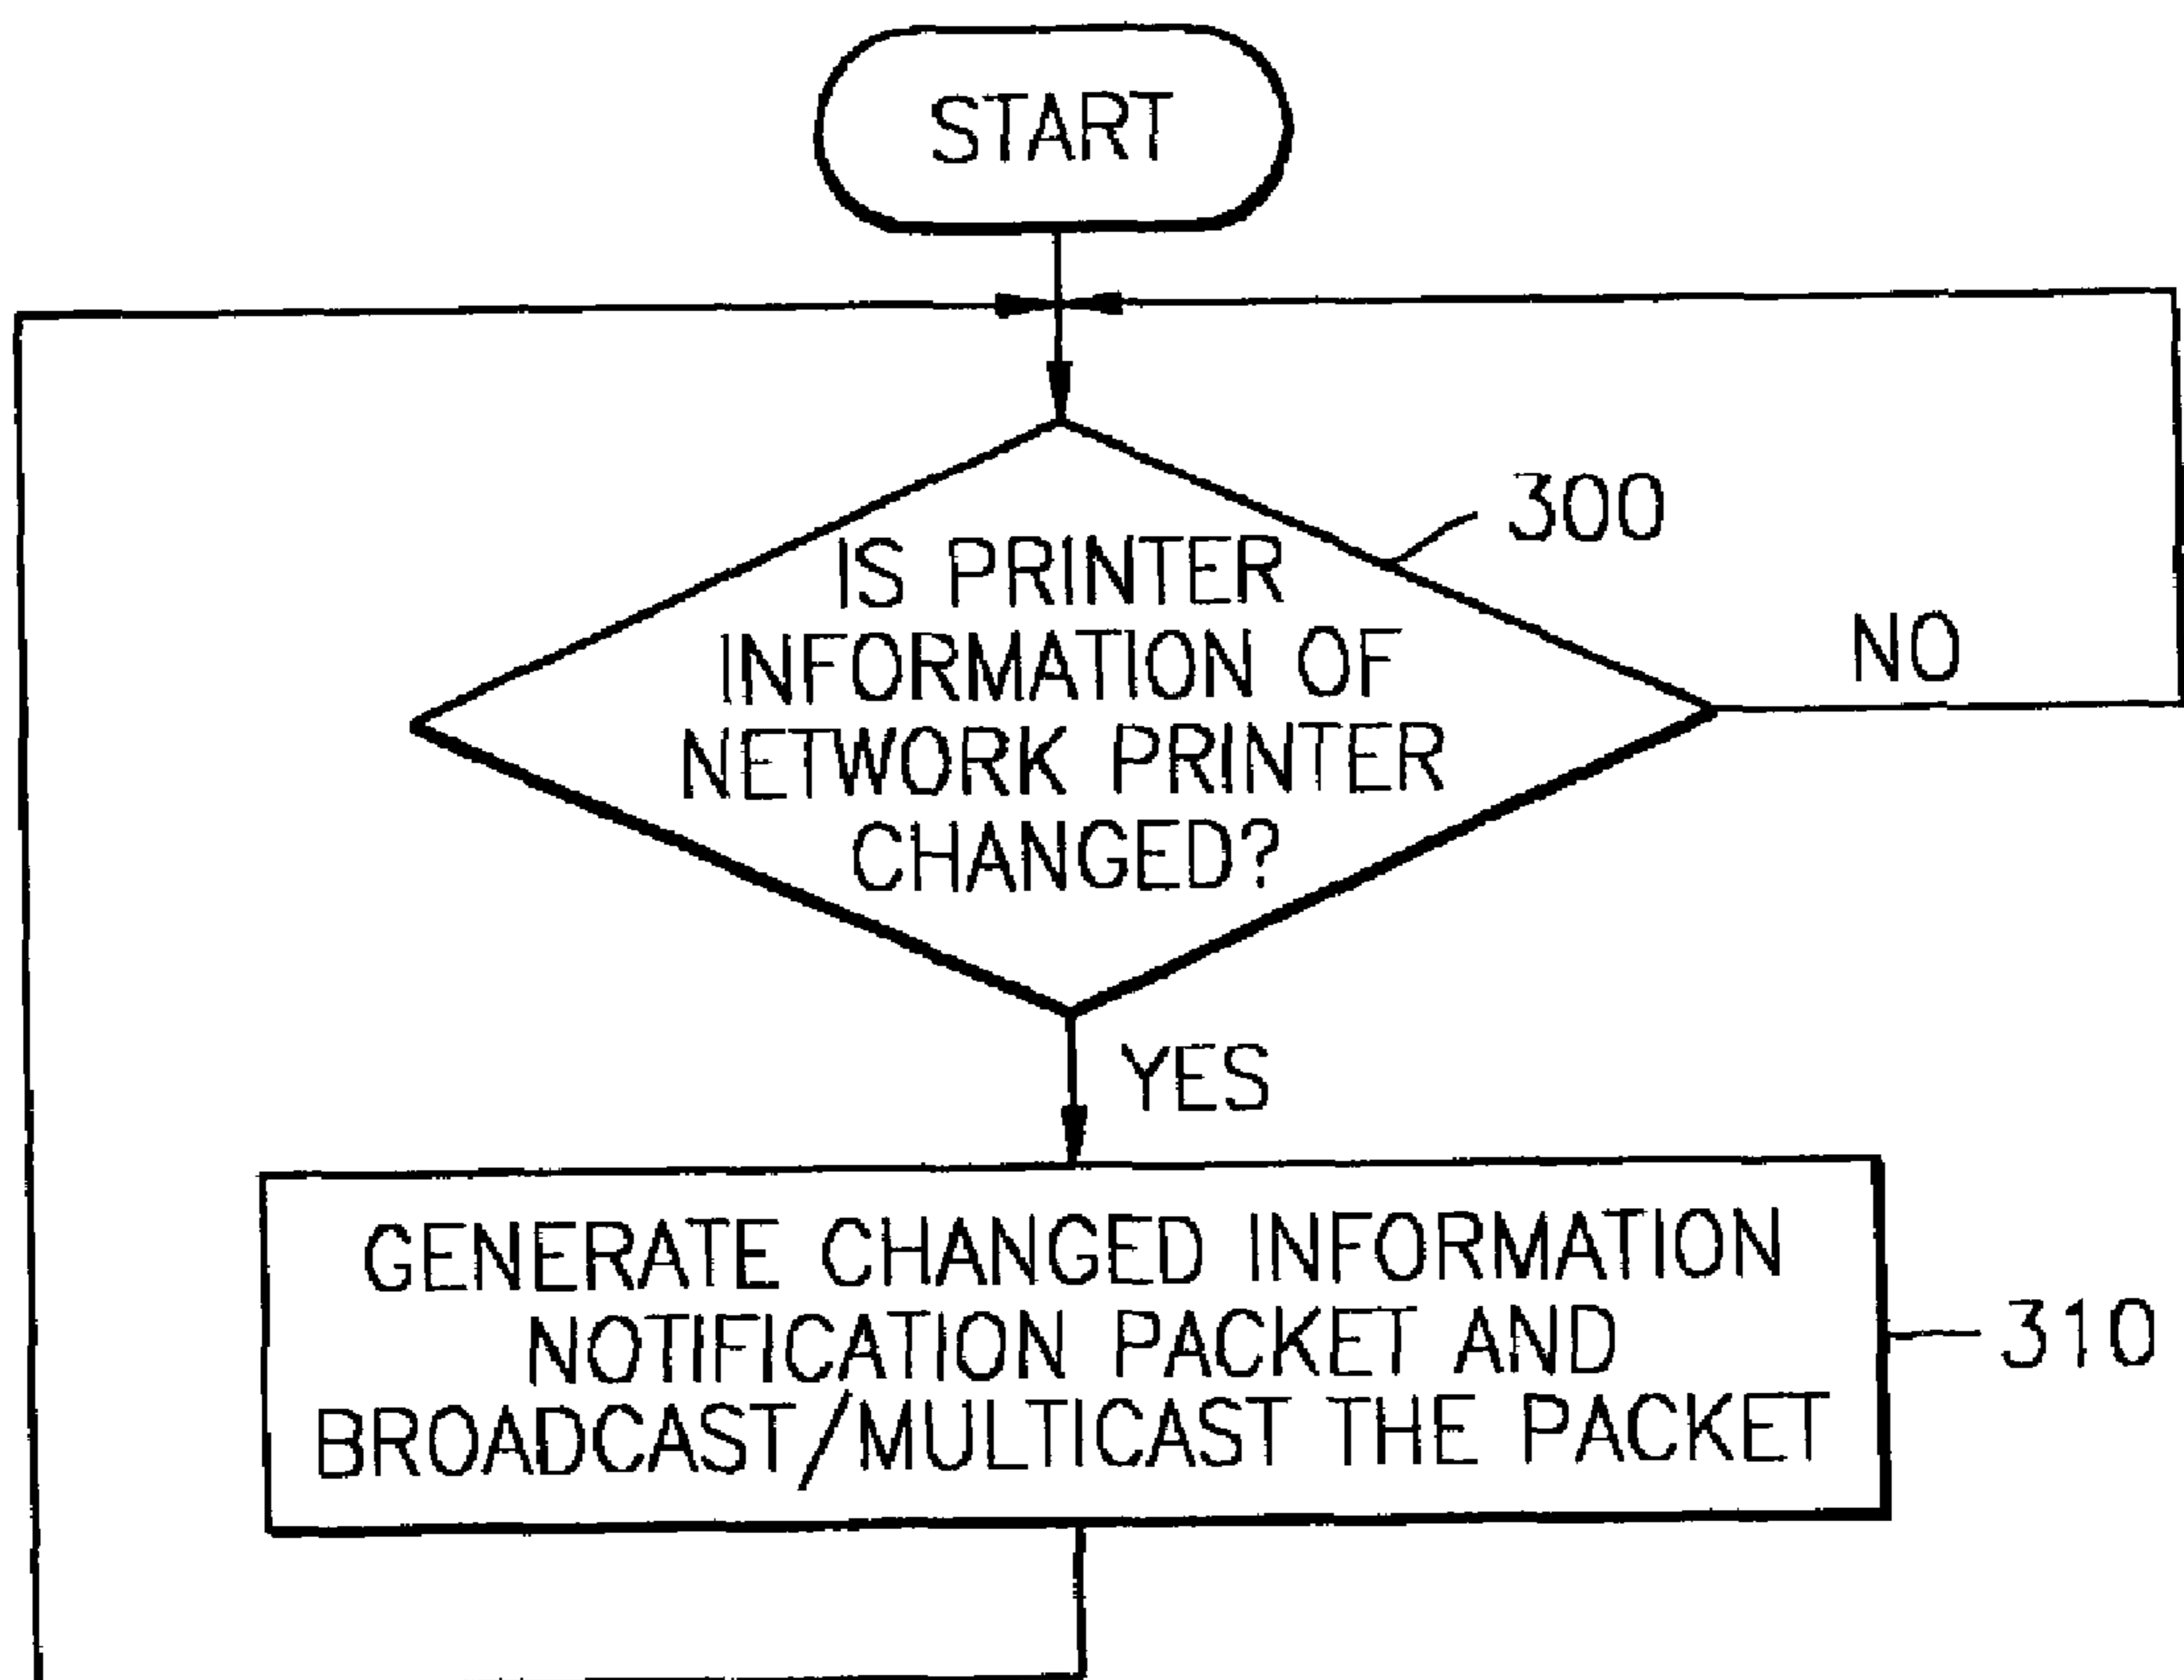 START
300
IS PRINTER
INFORMATION OF
NETWORK PRINTER
CHANGED?
NO
YES
GENERATE CHANGED INFORMATION
NOTIFICATION PACKET AND
BROADCAST/MULTICAST THE PACKET
310